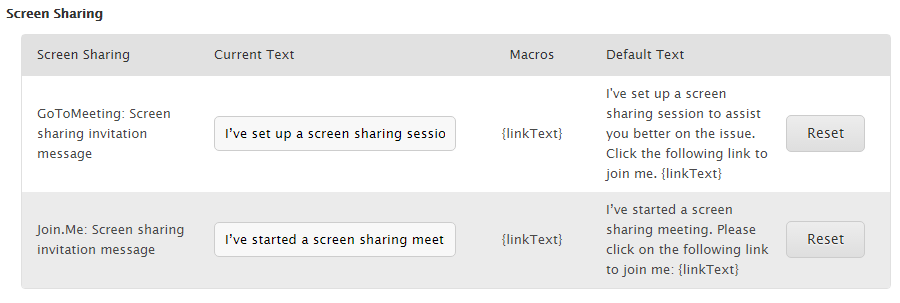 Screen Sharing
Screen Sharing Current Text Macros Default Text
GoToMeeting: Screen
sharing invitation
message
I've set up a screen sharing sessio
{linkText}
I've set up a screen
sharing session to assist
you better on the issue.
Click the following link to
join me. {linkText}
Reset
Join.Me: Screen sharing
invitation message
I've started a screen sharing meet
{linkText}
I've started a screen
sharing meeting. Please
click on the following link
to join me: {linkText}
Reset